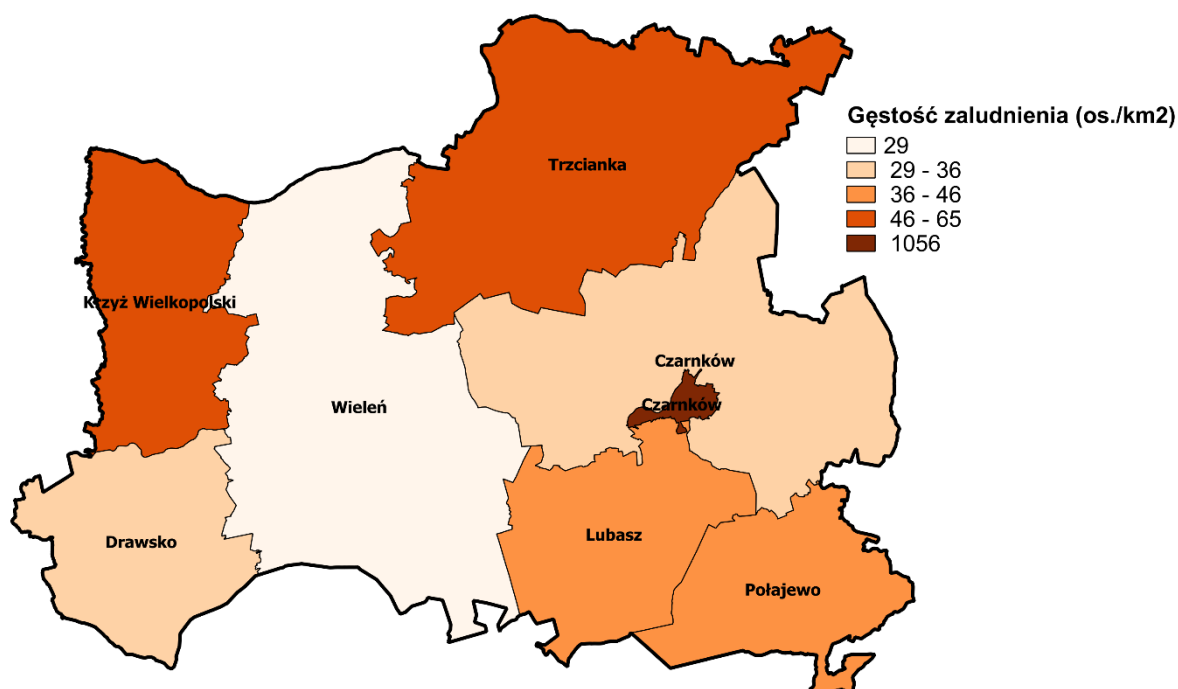 Gęstość zaludnienia (os./km2)
29
29 - 36
36 - 46
46 - 65
1056
Trzcianka
Krzyż Wielkopolski
Czarnków
Czarnków
Wieleń
Drawsko
Lubasz
Połajewo